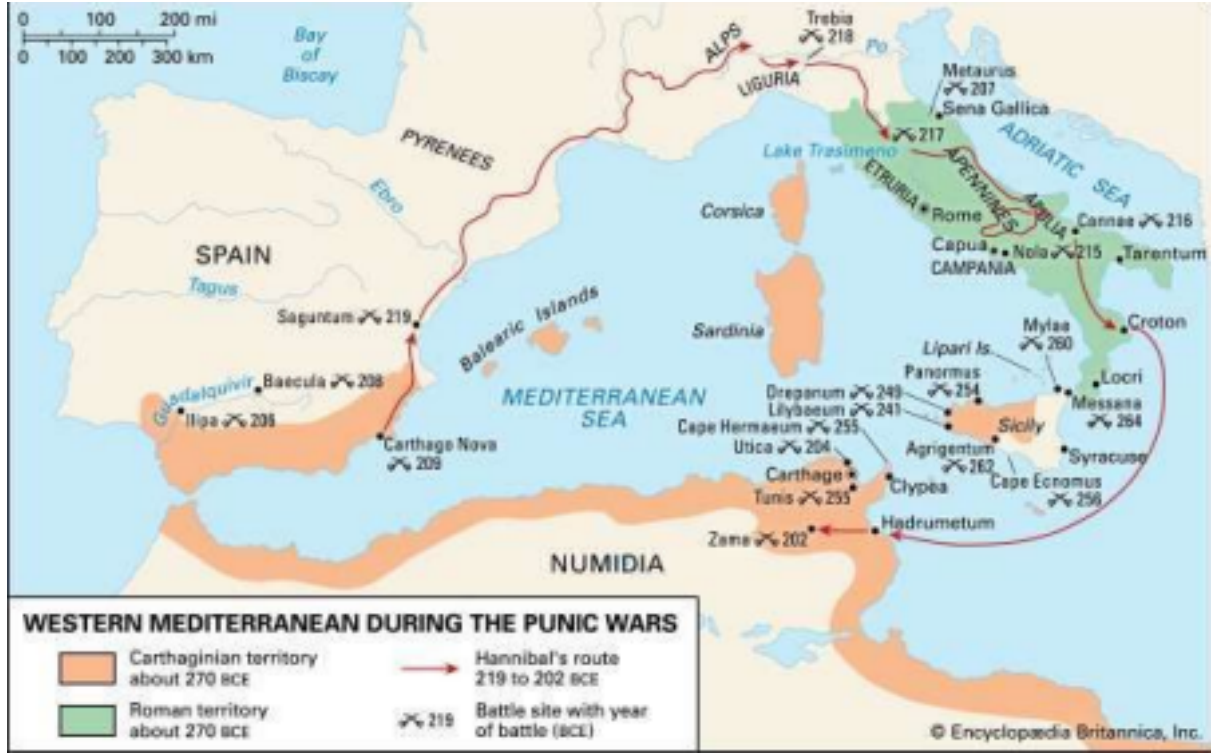 0 100 200 mi
0 100 200 300 km
Bay
of
Biscay
ALPS
LIGURIA
Trebia
218
Po
Metaurus
207
Sena Gallica
PYRENEES
Ebro
217
Lake Trasimeno
ADRIATIC SEA
ETRURIA
APENNINES
APULIA
Corsica
Rome
Cannae 216
SPAIN
Capua
Nola 215
Tarentum
CAMPANIA
Tagus
Saguntum 219
Balearic Islands
Sardinia
Mylae
260
Croton
Lipari Is.
Guadalquivir
Baecula 208
Ilipa 206
MEDITERRANEAN
SEA
Panormus
254
Drepanum 249
Lilybaeum 241
Locri
Messana
264
Cape Hermaeum 255
Sicily
Carthago Nova
209
Utica 204
Agrigentum
262
Syracuse
Carthage
Clypea
Cape Ecnomus
256
Tunis 255
Hadrumetum
Zama 202
NUMIDIA
WESTERN MEDITERRANEAN DURING THE PUNIC WARS
Carthaginian territory
about 270 BCE
Hannibal's route
219 to 202 BCE
Roman territory
about 270 BCE
219 Battle site with year
of battle (BCE)
© Encyclopædia Britannica, Inc.